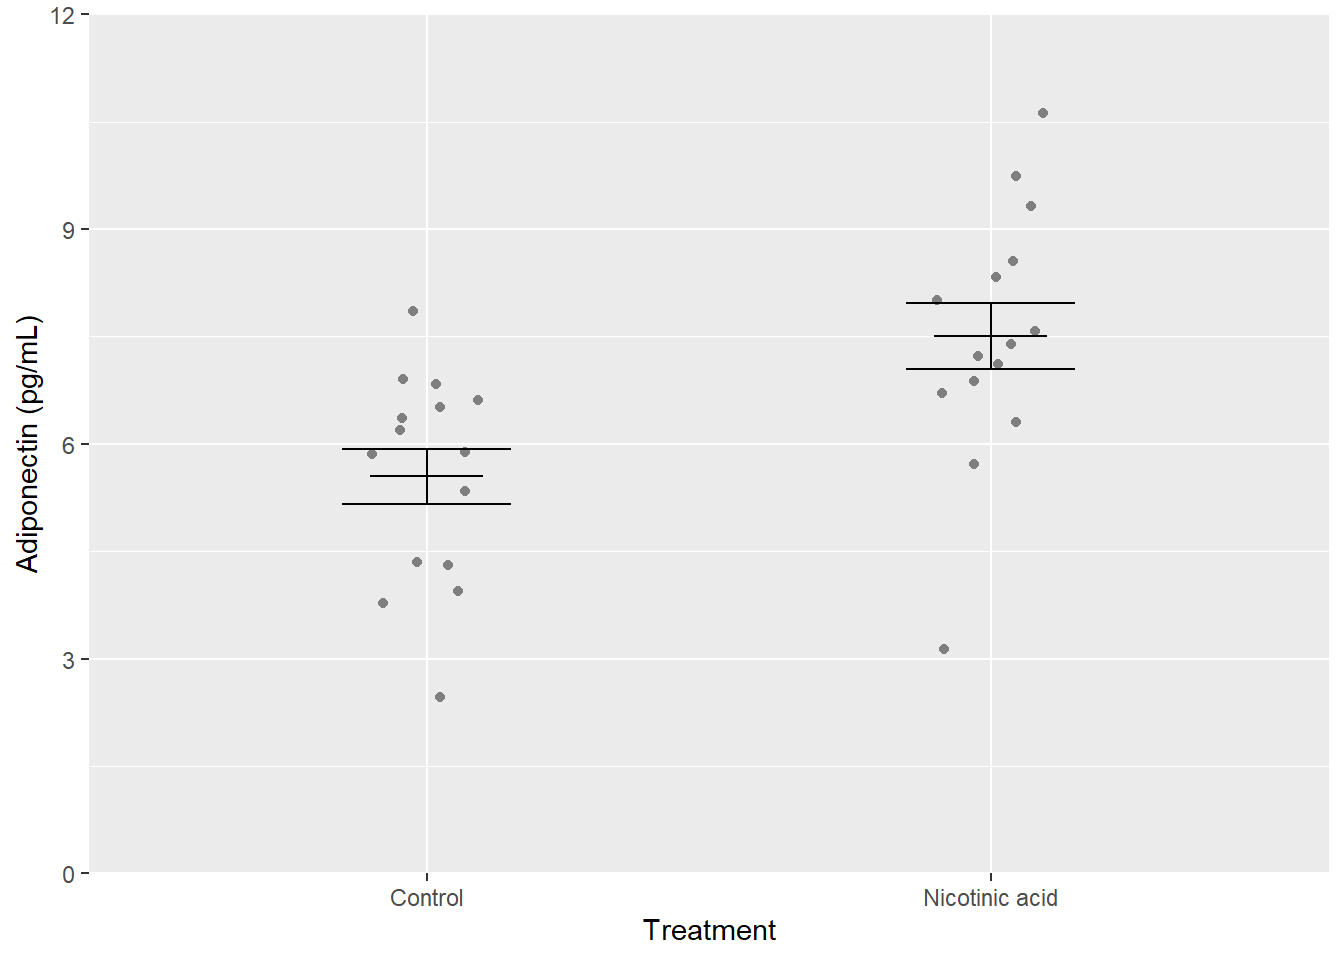 12
9
6
3
0
Adiponectin (pg/mL)
Control
Nicotinic acid
Treatment